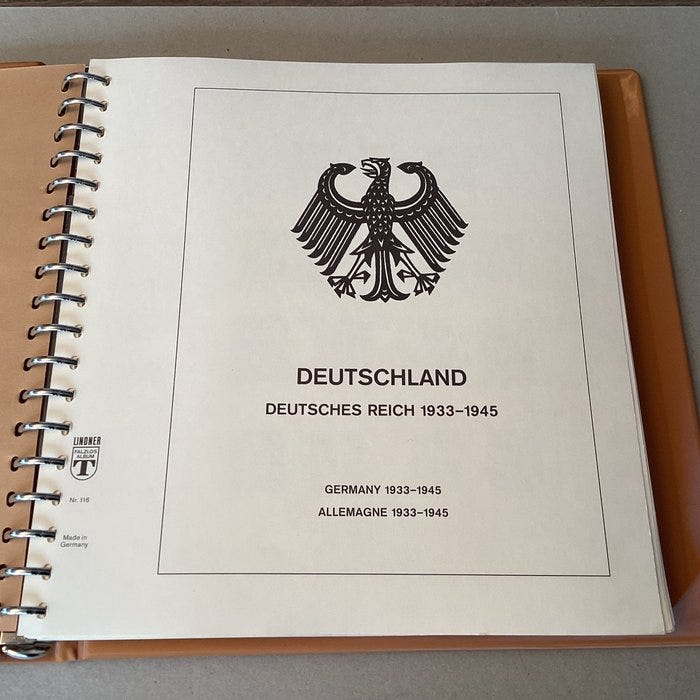 DEUTSCHLAND
DEUTSCHES REICH 1933–1945
GERMANY 1933–1945
ALLEMAGNE 1933–1945
LINDNER
FALZLOS
ALBUM
T
Nr. 116
Made in
Germany